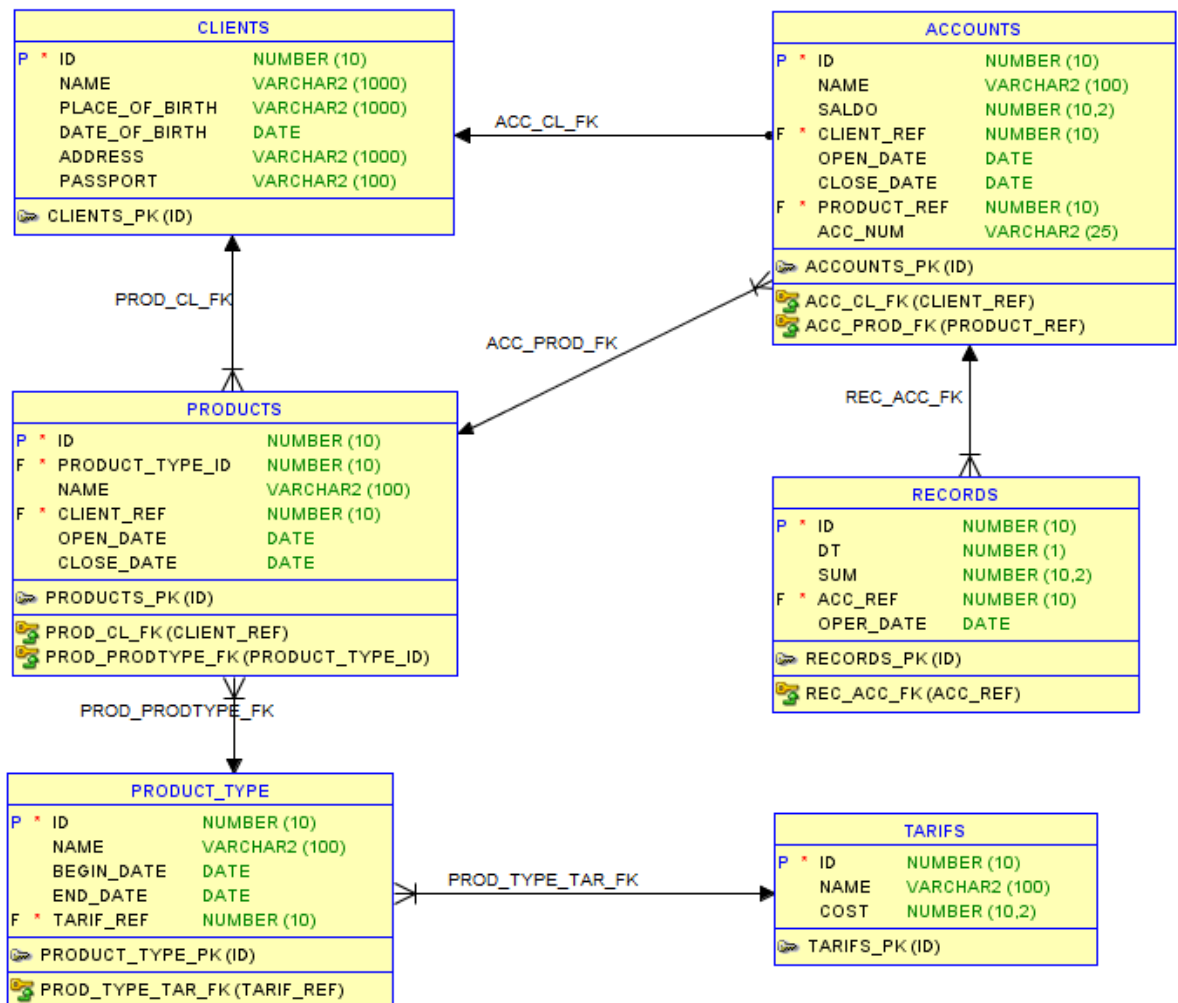 CLIENTS
P * ID NUMBER (10)
NAME VARCHAR2 (1000)
PLACE_OF_BIRTH VARCHAR2 (1000)
DATE_OF_BIRTH DATE
ADDRESS VARCHAR2 (1000)
PASSPORT VARCHAR2 (100)
CLIENTS_PK (ID)
ACC_CL_FK
ACCOUNTS
P * ID NUMBER (10)
NAME VARCHAR2 (100)
SALDO NUMBER (10,2)
F * CLIENT_REF NUMBER (10)
OPEN_DATE DATE
CLOSE_DATE DATE
F * PRODUCT_REF NUMBER (10)
ACC_NUM VARCHAR2 (25)
ACCOUNTS_PK (ID)
ACC_CL_FK (CLIENT_REF)
ACC_PROD_FK (PRODUCT_REF)
PROD_CL_FK
ACC_PROD_FK
REC_ACC_FK
PRODUCTS
P * ID NUMBER (10)
F * PRODUCT_TYPE_ID NUMBER (10)
NAME VARCHAR2 (100)
F * CLIENT_REF NUMBER (10)
OPEN_DATE DATE
CLOSE_DATE DATE
PRODUCTS_PK (ID)
PROD_CL_FK (CLIENT_REF)
PROD_PRODTYPE_FK (PRODUCT_TYPE_ID)
RECORDS
P * ID NUMBER (10)
DT NUMBER (1)
SUM NUMBER (10,2)
F * ACC_REF NUMBER (10)
OPER_DATE DATE
RECORDS_PK (ID)
REC_ACC_FK (ACC_REF)
PROD_PRODTYPE_FK
PRODUCT_TYPE
P * ID NUMBER (10)
NAME VARCHAR2 (100)
BEGIN_DATE DATE
END_DATE DATE
F * TARIF_REF NUMBER (10)
PRODUCT_TYPE_PK (ID)
PROD_TYPE_TAR_FK (TARIF_REF)
PROD_TYPE_TAR_FK
TARIFS
P * ID NUMBER (10)
NAME VARCHAR2 (100)
COST NUMBER (10,2)
TARIFS_PK (ID)